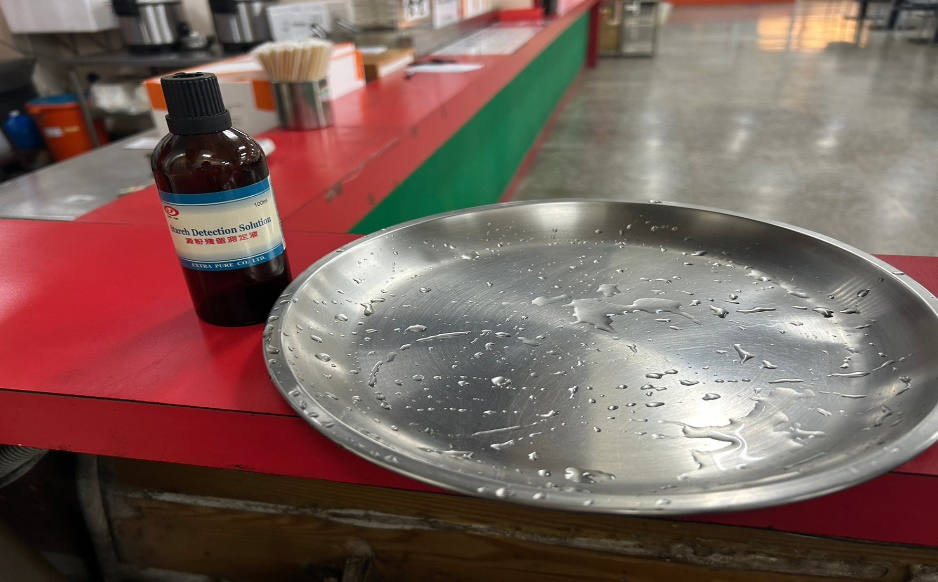 100ml
Starch Detection Solution
澱粉殘留測定液
EXTRA PURE CO., LTD.